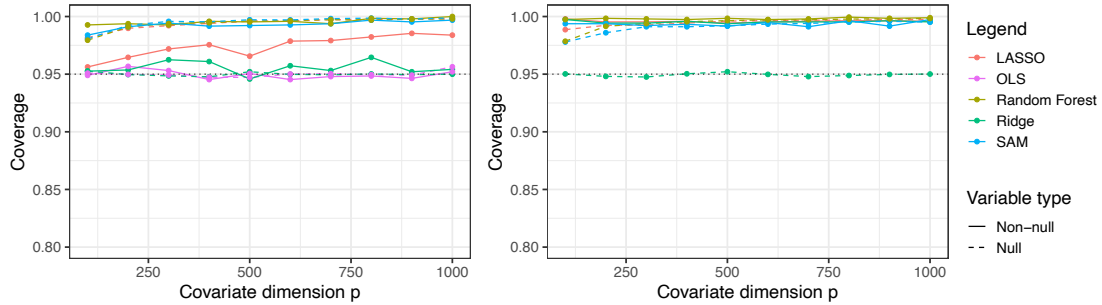 1.00
0.95
0.90
0.85
0.80
Coverage
250
500
750
1000
Covariate dimension p
1.00
0.95
0.90
0.85
0.80
Coverage
250
500
750
1000
Covariate dimension p
Legend
LASSO
OLS
Random Forest
Ridge
SAM
Variable type
Non−null
Null